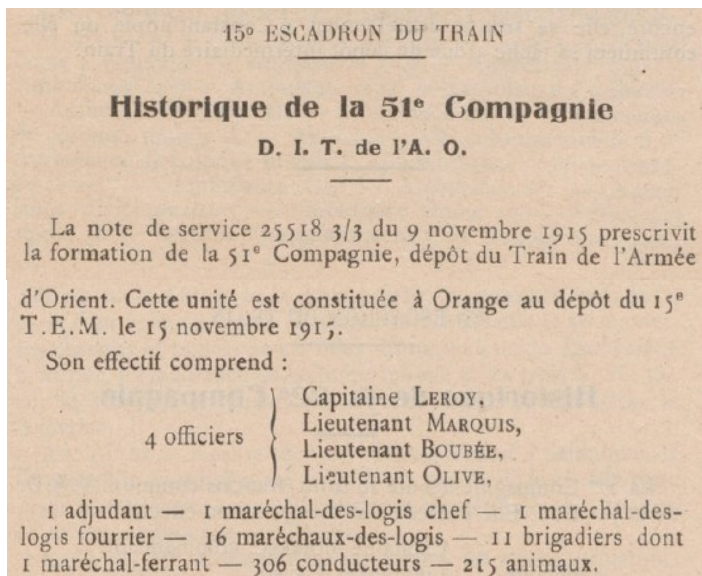 15e ESCADRON DU TRAIN
Historique de la 51e Compagnie
D. I. T. de l'A. O.
La note de service 25518 3/3 du 9 novembre 1915 prescrivit
la formation de la 51e Compagnie, dépôt du Train de l'Armée
d'Orient. Cette unité est constituée à Orange au dépôt du 15e
T.E.M. le 15 novembre 1915.
Son effectif comprend :
4 officiers
Capitaine LEROY,
Lieutenant MARQUIS,
Lieutenant BOUBÉE,
Lieutenant OLIVE,
1 adjudant — 1 maréchal-des-logis chef — 1 maréchal-des-
logis fourrier — 16 maréchaux-des-logis — 11 brigadiers dont
1 maréchal-ferrant — 306 conducteurs — 215 animaux.